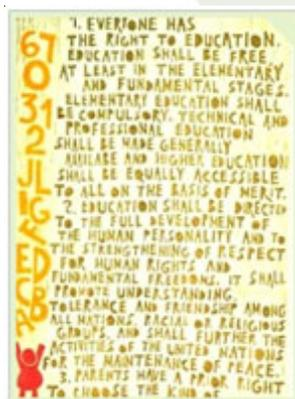 1. EVERYONE HAS
THE RIGHT TO EDUCATION.
EDUCATION SHALL BE FREE
AT LEAST IN THE ELEMENTARY
AND FUNDAMENTAL STAGES.
ELEMENTARY EDUCATION SHALL
BE COMPULSORY. TECHNICAL AND
PROFESSIONAL EDUCATION
SHALL BE MADE GENERALLY
AVAILABE AND HIGHER EDUCATION
SHALL BE EQUALLY ACCESSIBLE
TO ALL ON THE BASIS OF MERIT.
2. EDUCATION SHALL BE DIRECTED
TO THE FULL DEVELOPMENT OF
THE HUMAN PERSONALITY AND TO
THE STRENGTHENING OF RESPECT
FOR HUMAN RIGHTS AND
FUNDAMENTAL FREEDOMS. IT SHALL
PROMOTE UNDERSTANDING,
TOLERANCE AND FRIENDSHIP AMONG
ALL NATIONS, RACIAL OR RELIGIOUS
GROUPS, AND SHALL FURTHER THE
ACTIVITIES OF THE UNITED NATIONS
FOR THE MAINTENANCE OF PEACE.
3. PARENTS HAVE A PRIOR RIGHT
TO CHOOSE THE KIND OF
67
0
31
2